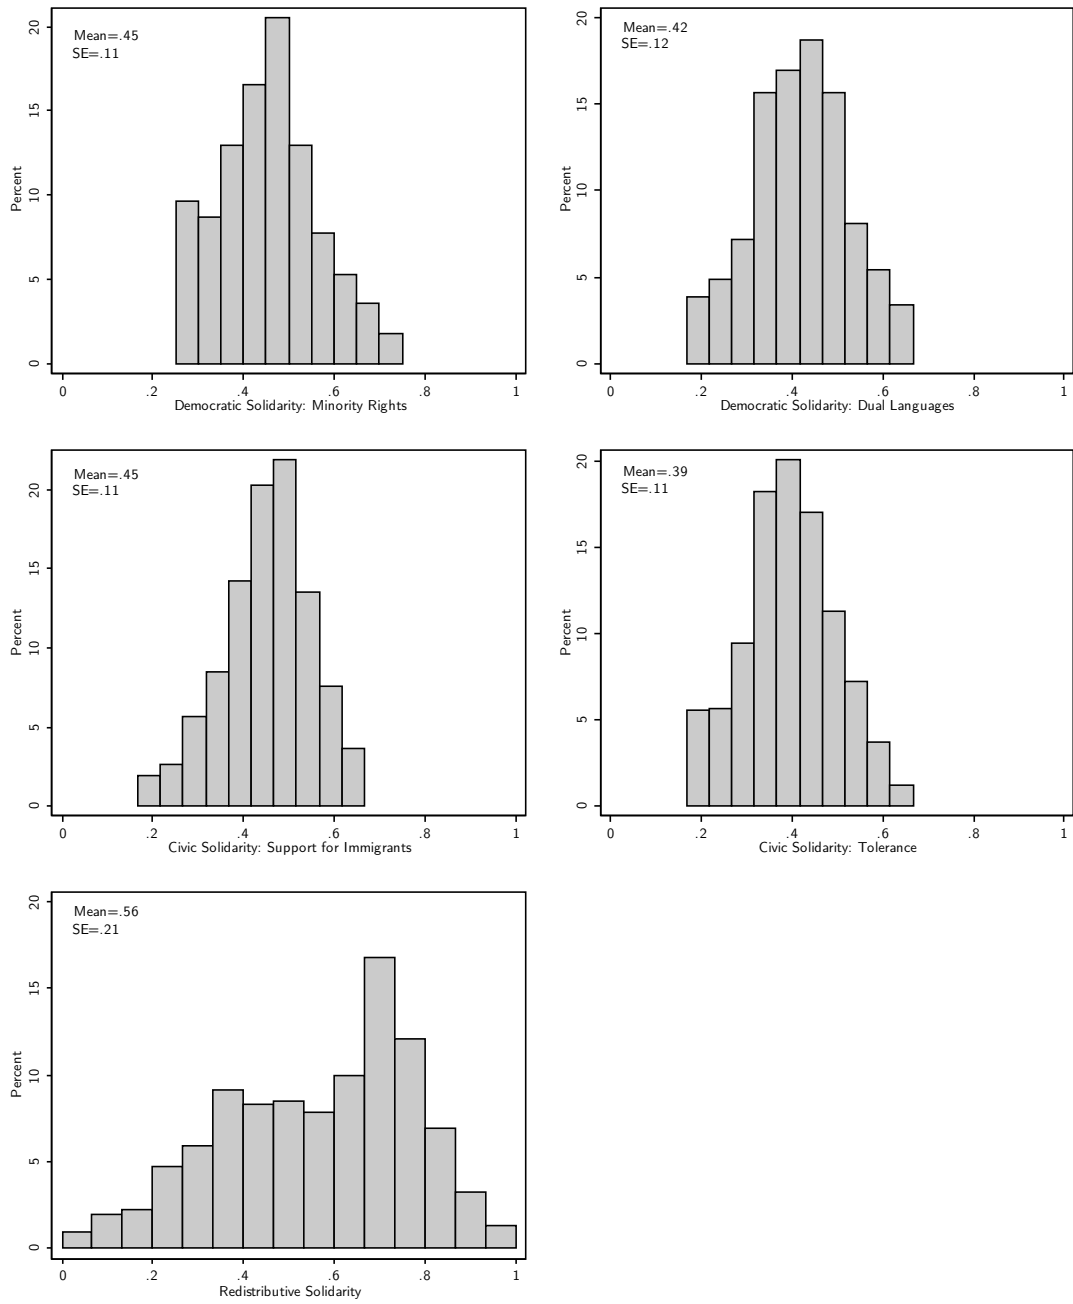 Mean=.45
SE=.11
Percent
20
15
10
5
0
0 .2 .4 .6 .8 1
Democratic Solidarity: Minority Rights
Mean=.42
SE=.12
Percent
20
15
10
5
0
0 .2 .4 .6 .8 1
Democratic Solidarity: Dual Languages
Mean=.45
SE=.11
Percent
20
15
10
5
0
0 .2 .4 .6 .8 1
Civic Solidarity: Support for Immigrants
Mean=.39
SE=.11
Percent
20
15
10
5
0
0 .2 .4 .6 .8 1
Civic Solidarity: Tolerance
Mean=.56
SE=.21
Percent
20
15
10
5
0
0 .2 .4 .6 .8 1
Redistributive Solidarity